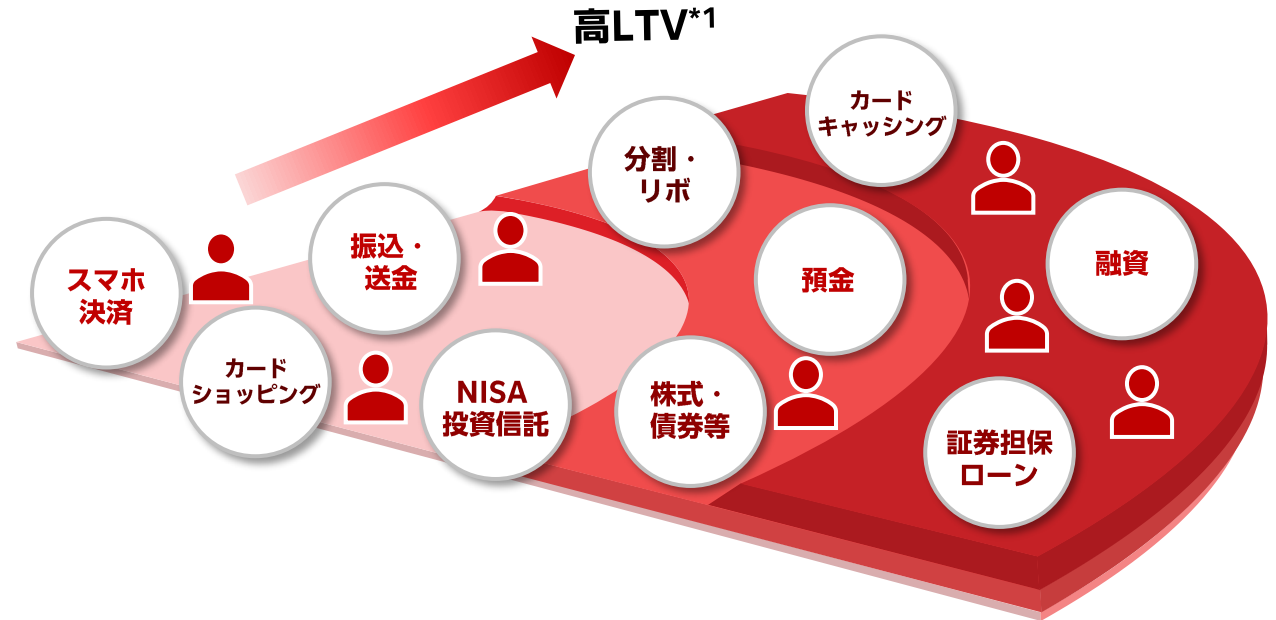 高LTV*1
カード
キャッシング
分割・
リボ
融資
振込・
送金
預金
スマホ
決済
カード
ショッピング
NISA
投資信託
株式・
債券等
証券担保
ローン